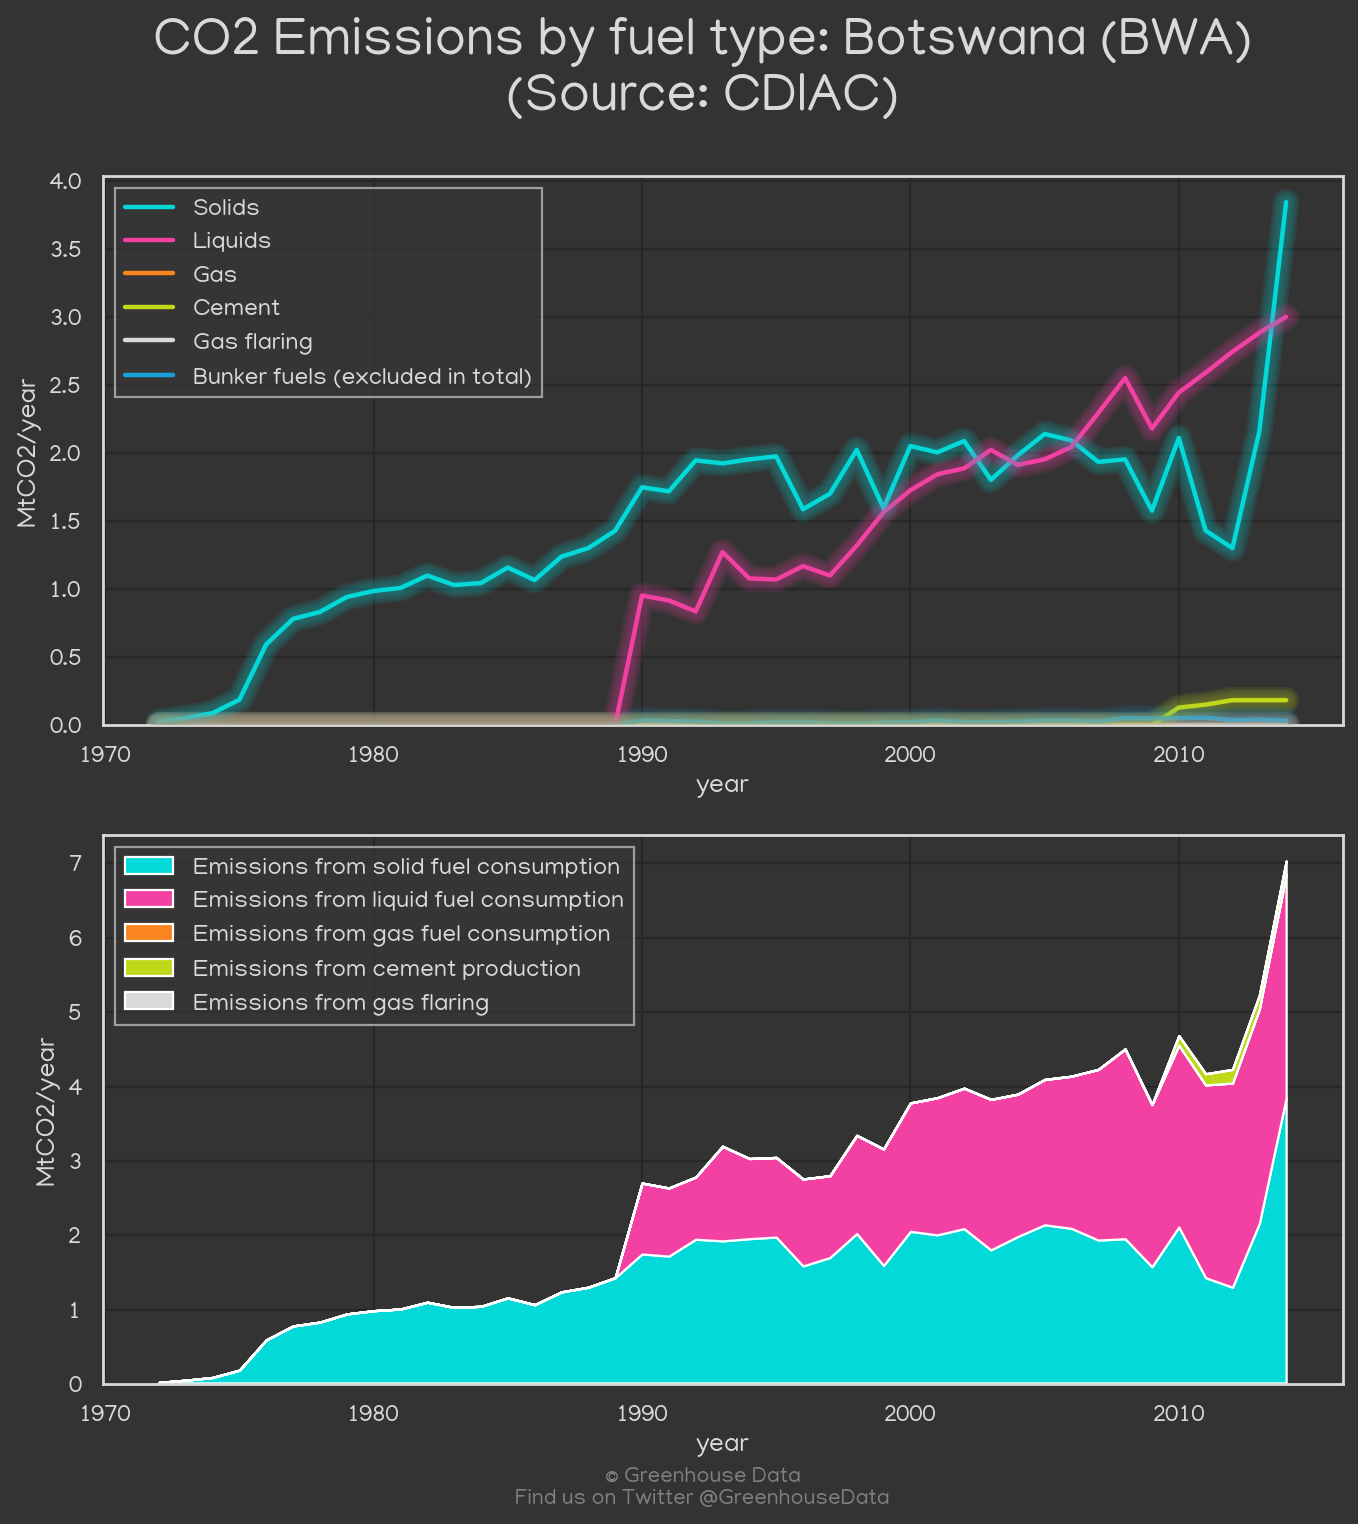 CO2 Emissions by fuel type: Botswana (BWA)
(Source: CDIAC)
4.0
3.5
3.0
2.5
2.0
1.5
1.0
0.5
0.0
MtCO2/year
Solids
Liquids
Gas
Cement
Gas flaring
Bunker fuels (excluded in total)
1970 1980 1990 2000 2010
year
7
6
5
4
3
2
1
0
MtCO2/year
Emissions from solid fuel consumption
Emissions from liquid fuel consumption
Emissions from gas fuel consumption
Emissions from cement production
Emissions from gas flaring
1970 1980 1990 2000 2010
year
© Greenhouse Data
Find us on Twitter @GreenhouseData